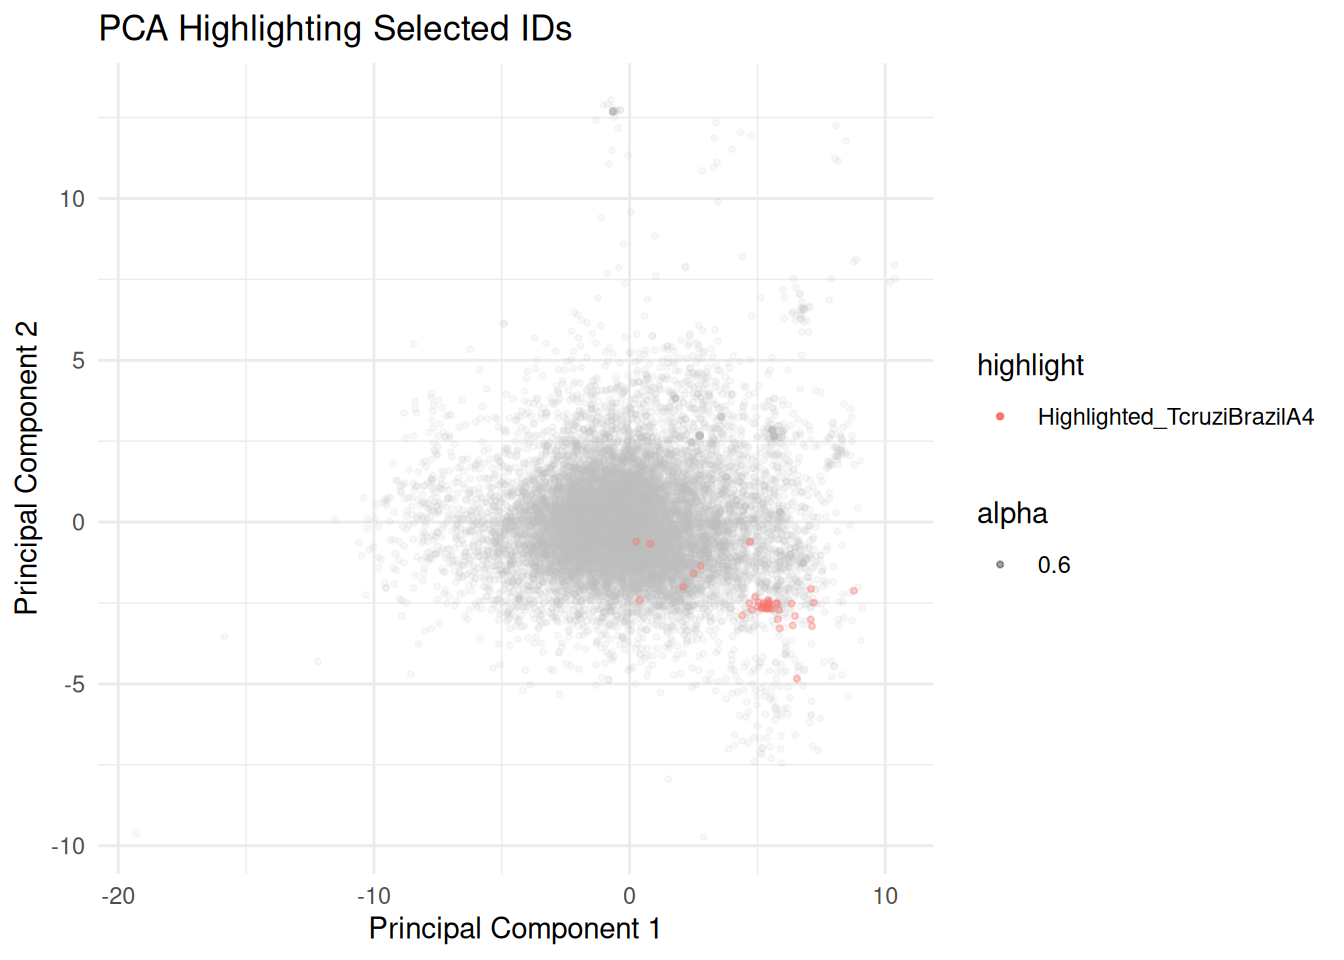 PCA Highlighting Selected IDs
Principal Component 2
10
5
0
-5
-10
-20
-10
0
10
Principal Component 1
highlight
Highlighted_TcruziBrazilA4
alpha
0.6